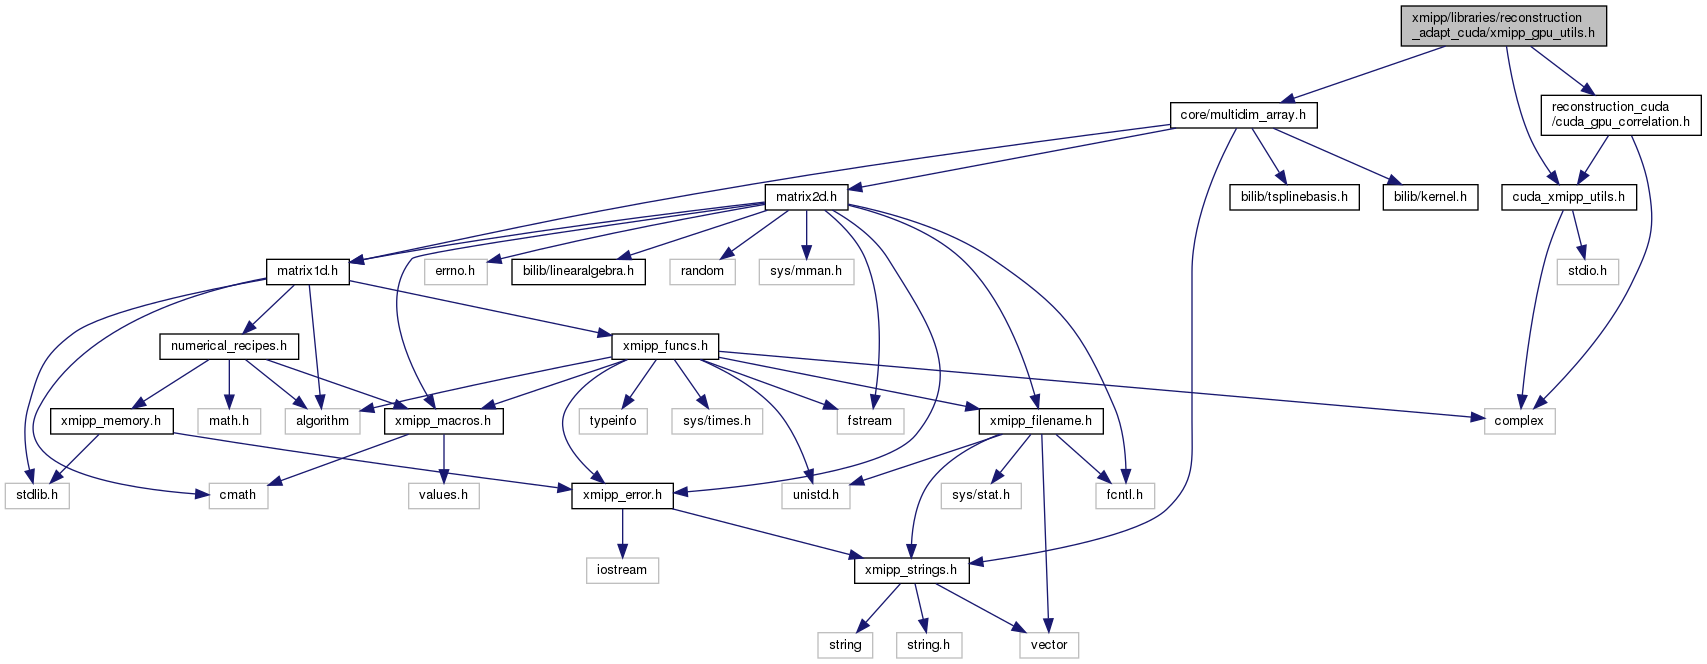 xmipp/libraries/reconstruction
_adapt_cuda/xmipp_gpu_utils.h
core/multidim_array.h
reconstruction_cuda
/cuda_gpu_correlation.h
matrix2d.h
bilib/tsplinebasis.h
bilib/kernel.h
cuda_xmipp_utils.h
matrix1d.h
errno.h
bilib/linearalgebra.h
random
sys/mman.h
stdio.h
numerical_recipes.h
xmipp_funcs.h
xmipp_memory.h
math.h
algorithm
xmipp_macros.h
typeinfo
sys/times.h
fstream
xmipp_filename.h
complex
stdlib.h
cmath
values.h
xmipp_error.h
unistd.h
sys/stat.h
fcntl.h
iostream
xmipp_strings.h
string
string.h
vector